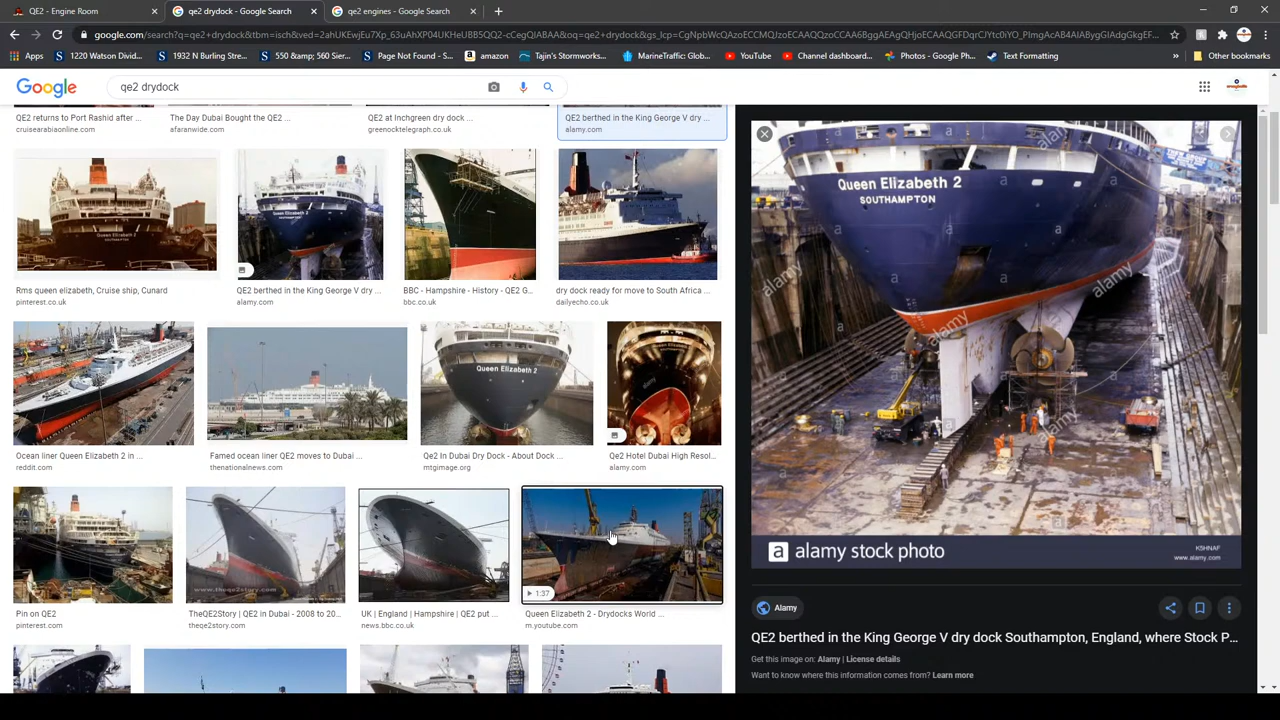 QE2 - Engine Room
qe2 drydock - Google Search
qe2 engines - Google Search
Apps
1220 Watson Divid...
1932 N Burling Stre...
550 &amp; 560 Sier...
Page Not Found - S...
amazon
Tajin's Stormworks...
MarineTraffic: Glob...
YouTube
Channel dashboard...
Photos - Google Ph...
Text Formatting
»
Other bookmarks
Google
qe2 drydock
QE2 returns to Port Rashid after ...
cruisearabiaonline.com
The Day Dubai Bought the QE2 ...
afaranwide.com
QE2 at Inchgreen dry dock ...
greenocktelegraph.co.uk
QE2 berthed in the King George V dry ...
alamy.com
Rms queen elizabeth, Cruise ship, Cunard
pinterest.co.uk
QE2 berthed in the King George V dry ...
alamy.com
BBC - Hampshire - History - QE2 G...
bbc.co.uk
dry dock ready for move to South Africa ...
dailyecho.co.uk
Queen Elizabeth 2
Ocean liner Queen Elizabeth 2 in ...
reddit.com
Famed ocean liner QE2 moves to Dubai ...
thenationalnews.com
Qe2 In Dubai Dry Dock - About Dock ...
mtgimage.org
Qe2 Hotel Dubai High Resol...
alamy.com
www.theqe2story.com
1:37
Pin on QE2
pinterest.com
TheQE2Story | QE2 in Dubai - 2008 to 20...
theqe2story.com
UK | England | Hampshire | QE2 put ...
news.bbc.co.uk
Queen Elizabeth 2 - Drydocks World ...
m.youtube.com
Queen Elizabeth 2
SOUTHAMPTON
alamy
alamy
alamy
alamy
a alamy stock photo
K9HNAF
www.alamy.com
Alamy
QE2 berthed in the King George V dry dock Southampton, England, where Stock P...
Get this image on: Alamy | License details
Want to know where this information comes from? Learn more